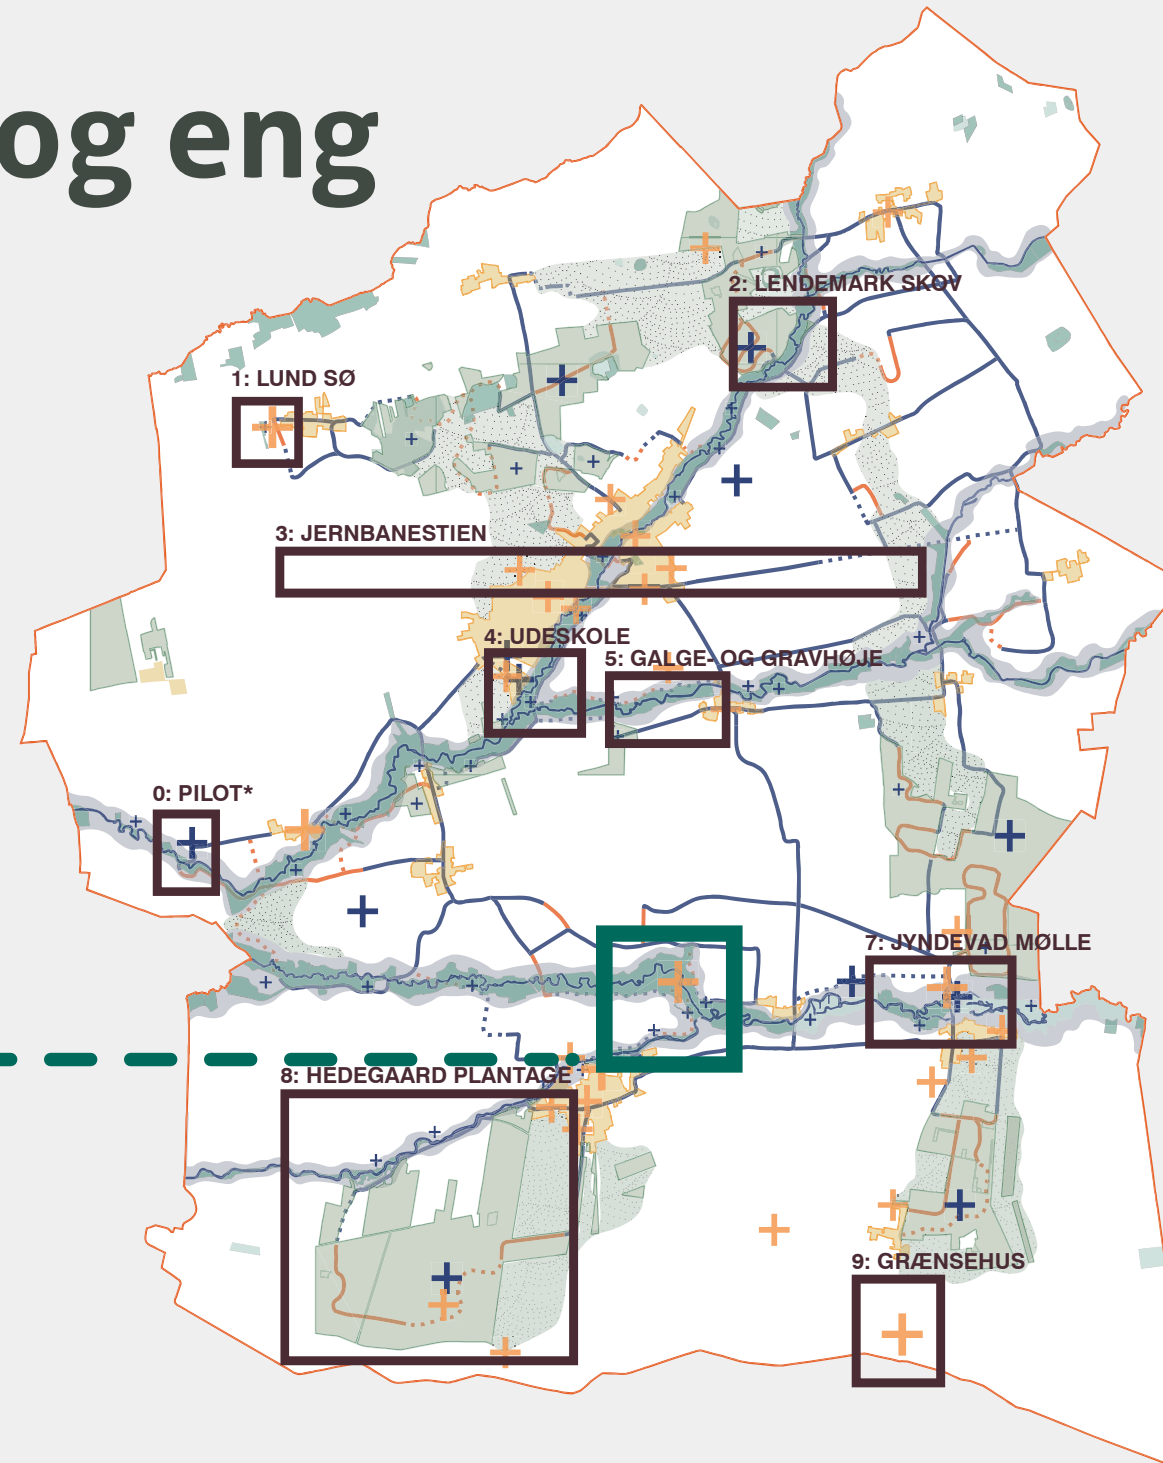 og eng
2: LENDEMARK SKOV
1: LUND SØ
3: JERNBANESTIEN
4: UDESKOLE
5: GALGE- OG GRAVHØJE
0: PILOT*
7: JYNDEVAD MØLLE
8: HEDEGAARD PLANTAGE
9: GRÆNSEHUS